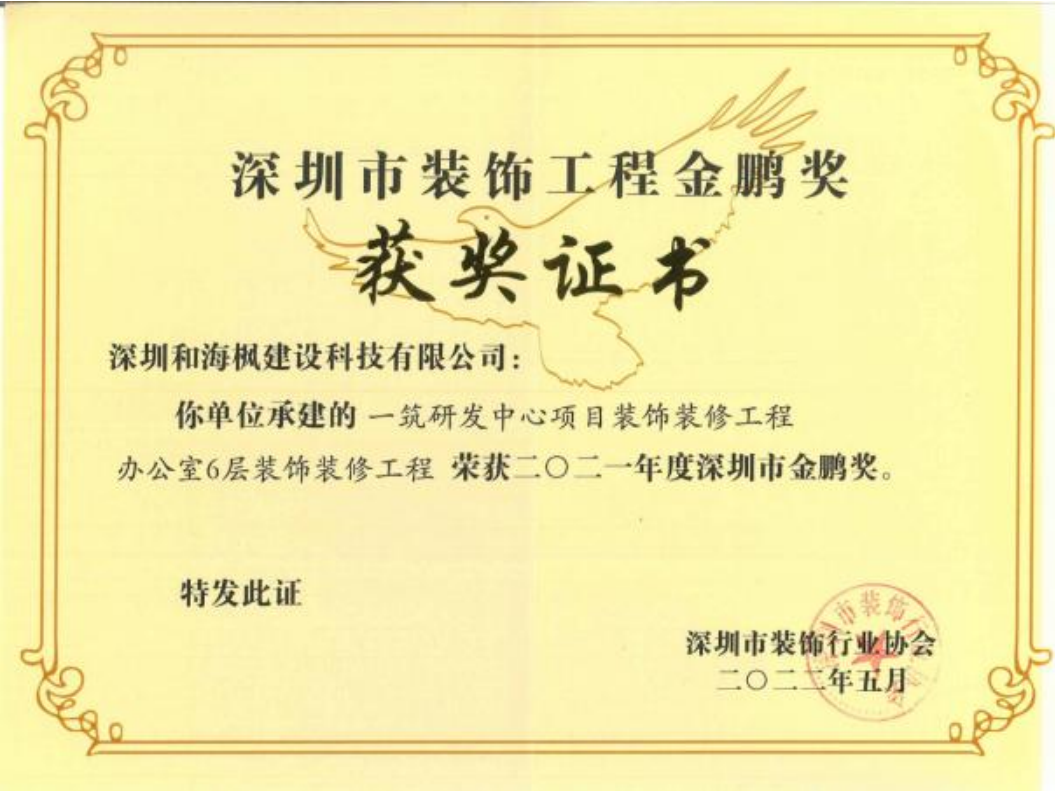 深圳市装饰工程金鹏奖
获奖证书
深圳和海枫建设科技有限公司：
你单位承建的 一筑研发中心项目装饰装修工程
办公室6层装饰装修工程 荣获二〇二一年度深圳市金鹏奖。
特发此证
深圳市装饰行业协会
二〇二二年五月